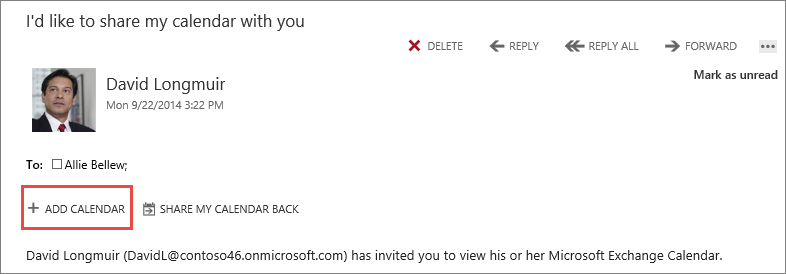 I'd like to share my calendar with you
DELETE REPLY REPLY ALL FORWARD ...
Mark as unread
David Longmuir
Mon 9/22/2014 3:22 PM
To: Allie Bellew;
+ ADD CALENDAR SHARE MY CALENDAR BACK
David Longmuir (DavidL@contoso46.onmicrosoft.com) has invited you to view his or her Microsoft Exchange Calendar.